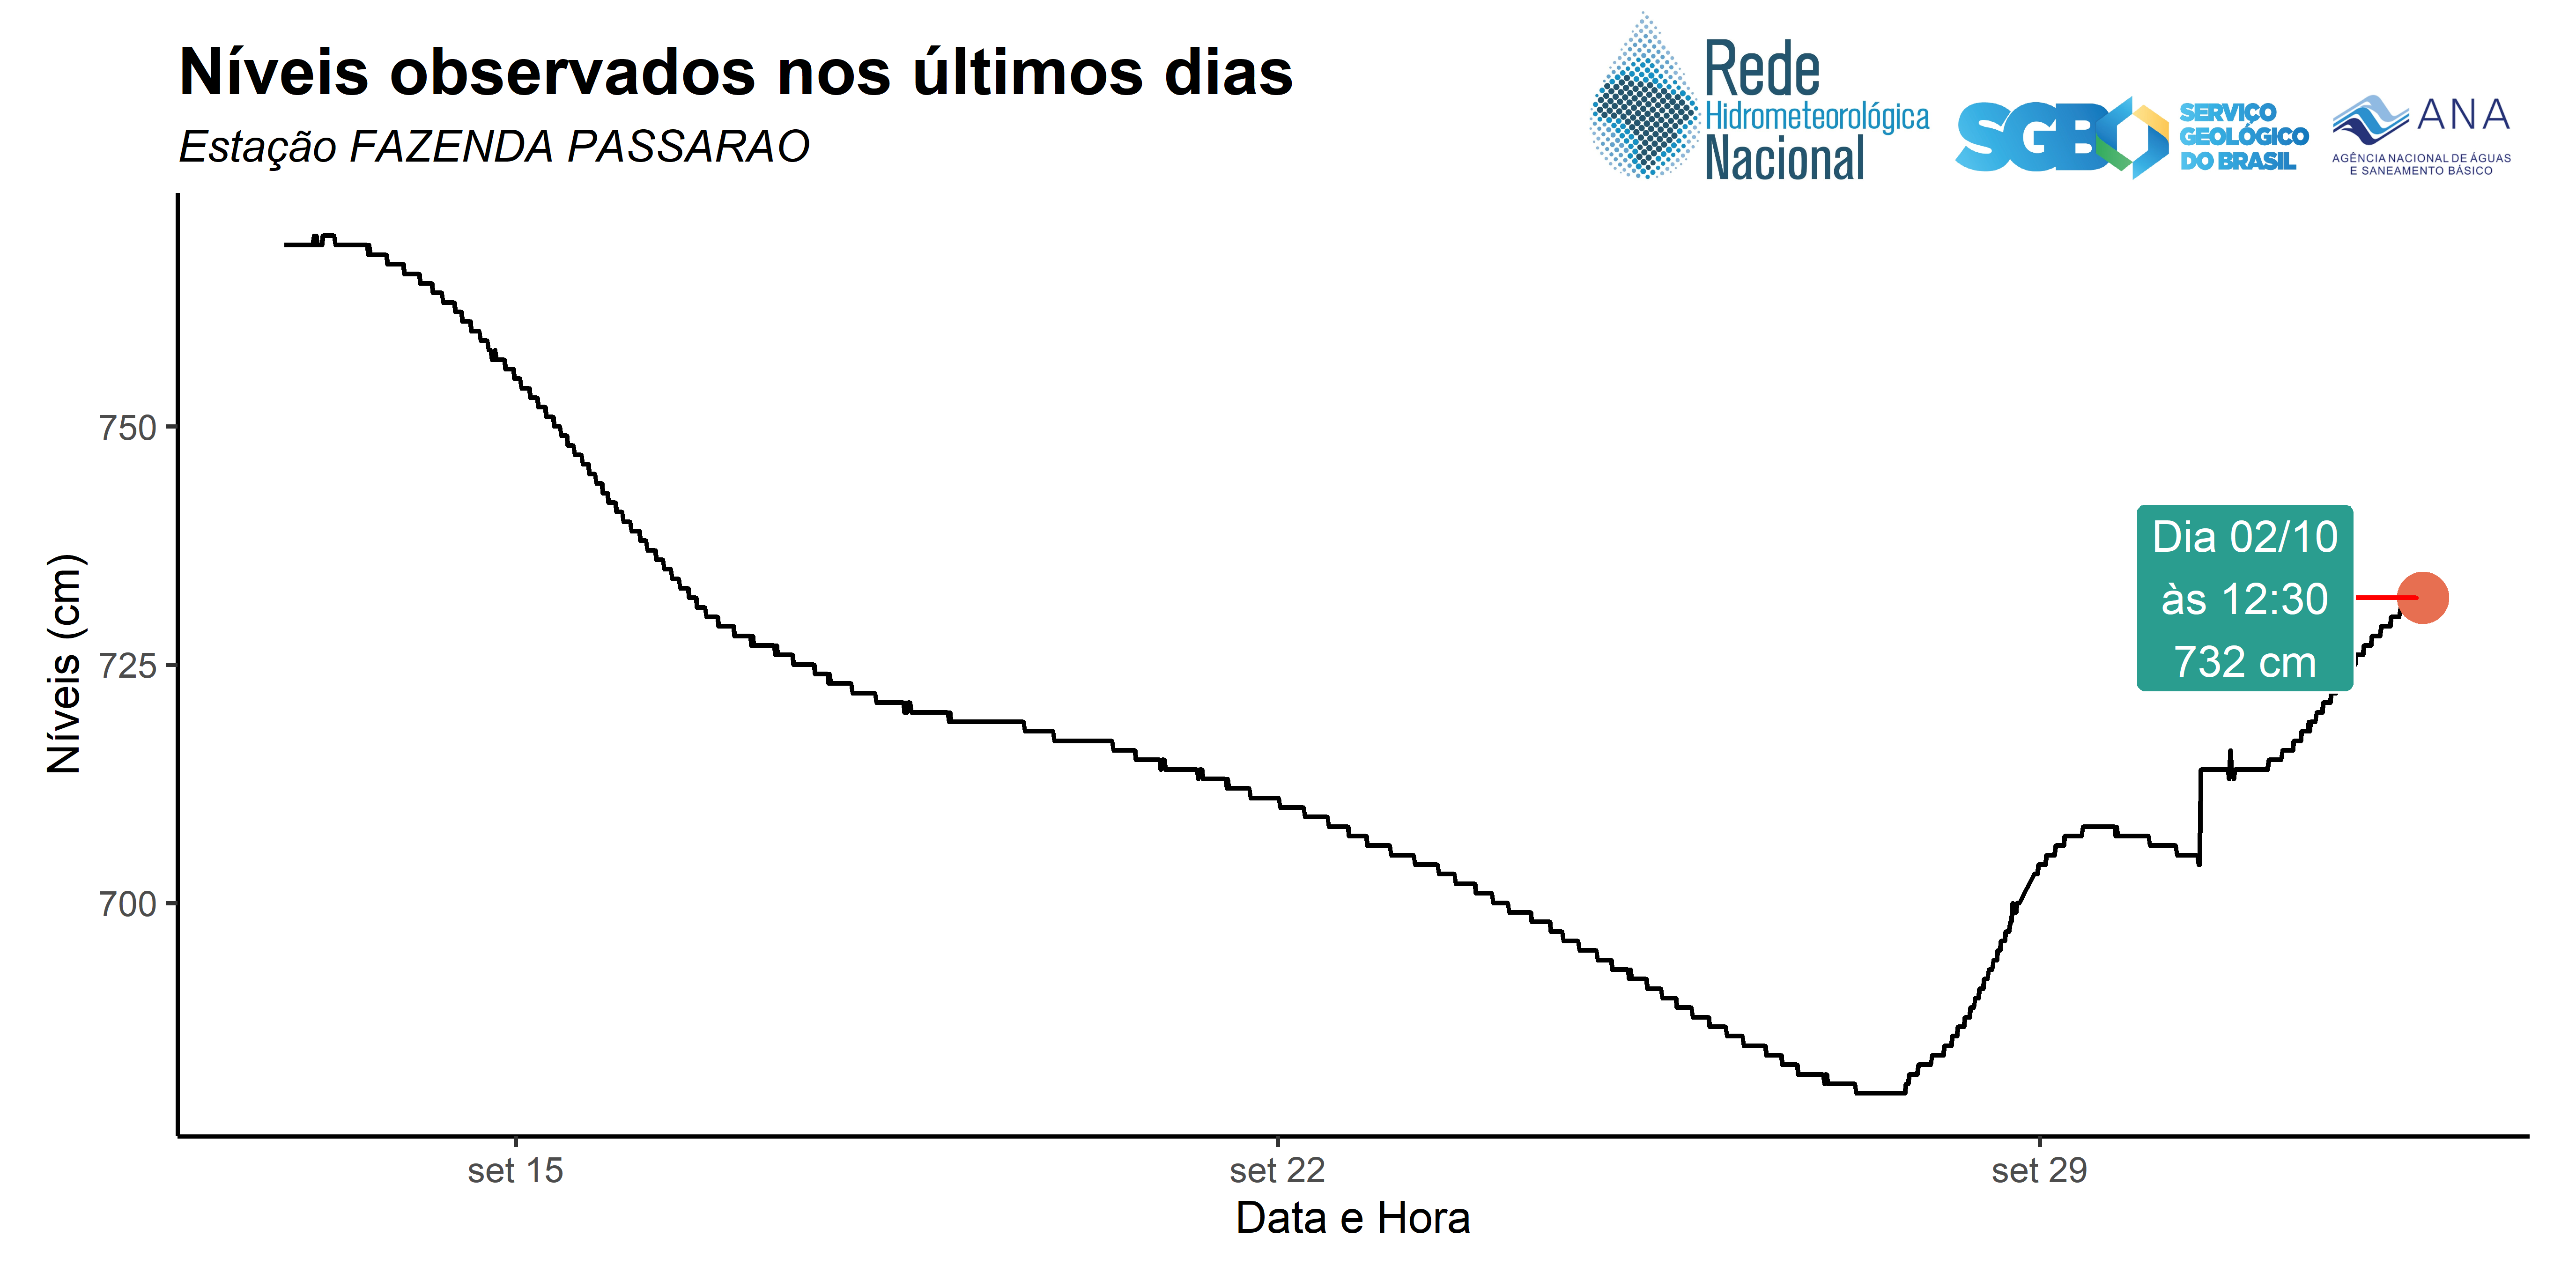 Níveis observados nos últimos dias
Estação FAZENDA PASSARAO
Rede
Hidrometeorológica
Nacional
SGB
SERVIÇO
GEOLÓGICO
DO BRASIL
ANA
AGÊNCIA NACIONAL DE ÁGUAS
E SANEAMENTO BÁSICO
Níveis (cm)
750
725
700
Dia 02/10
às 12:30
732 cm
set 15
set 22
set 29
Data e Hora